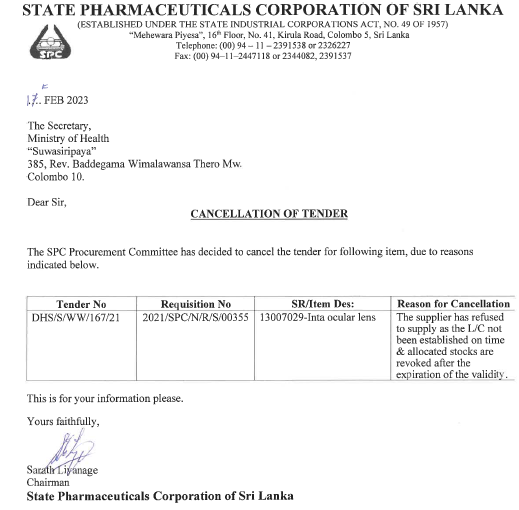 STATE PHARMACEUTICALS CORPORATION OF SRI LANKA
(ESTABLISHED UNDER THE STATE INDUSTRIAL CORPORATIONS ACT, NO. 49 OF 1957)
"Mehewara Piyesa", 16th Floor, No. 41, Kirula Road, Colombo 5, Sri Lanka
Telephone: (00) 94 – 11 – 2391538 or 2326227
Fax: (00) 94–11–2447118 or 2344082, 2391537
SPC
17. FEB 2023
The Secretary,
Ministry of Health
"Suwasiripaya"
385, Rev. Baddegama Wimalawansa Thero Mw.
Colombo 10.
Dear Sir,
CANCELLATION OF TENDER
The SPC Procurement Committee has decided to cancel the tender for following item, due to reasons
indicated below.
Tender No Requisition No SR/Item Des: Reason for Cancellation
DHS/S/WW/167/21 2021/SPC/N/R/S/00355 13007029-Inta ocular lens The supplier has refused
to supply as the L/C not
been established on time
& allocated stocks are
revoked after the
expiration of the validity.
This is for your information please.
Yours faithfully,
Sarath Liyanage
Chairman
State Pharmaceuticals Corporation of Sri Lanka